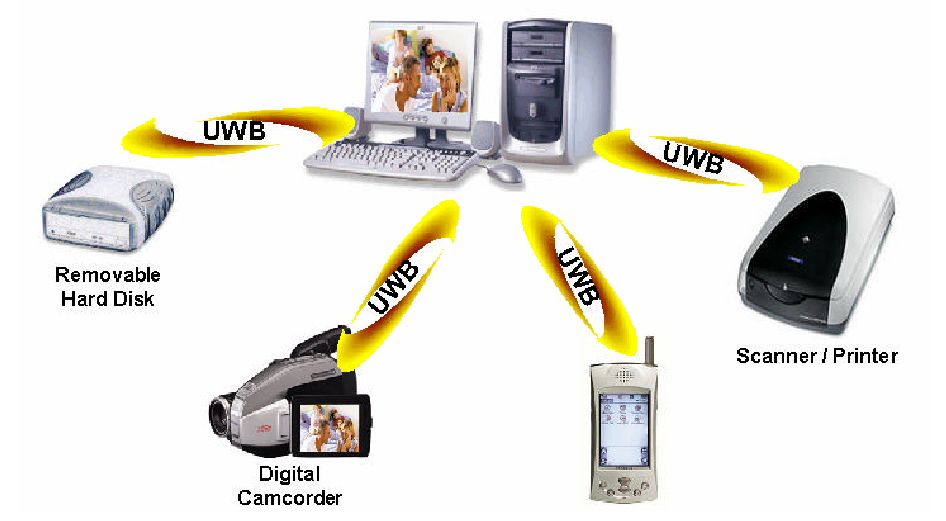 UWB
UWB
Removable
Hard Disk
UWB
UWB
Scanner / Printer
Digital
Camcorder